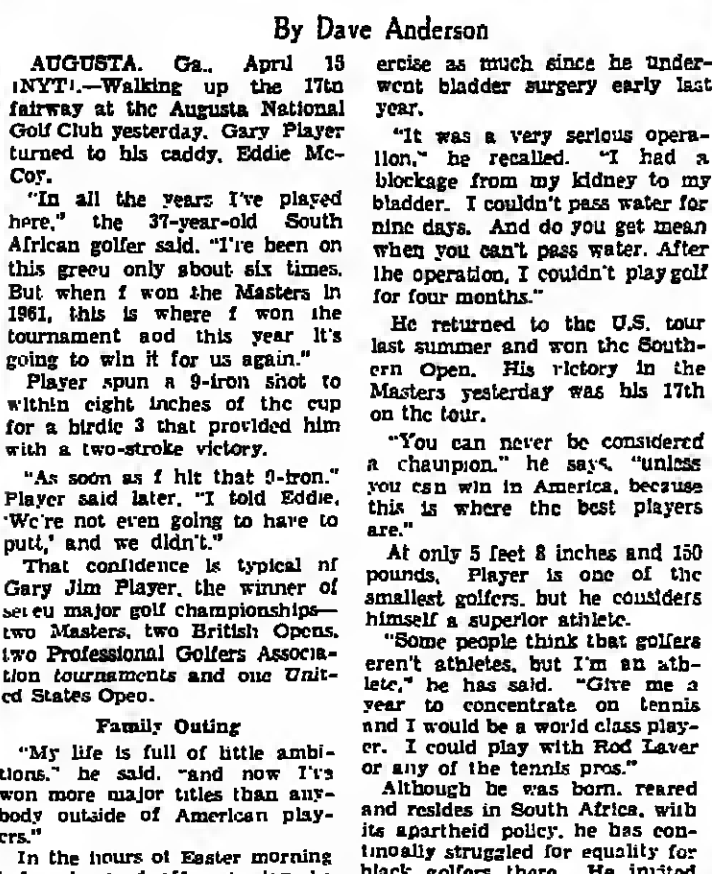 By Dave Anderson
AUGUSTA. Ga., April 15
(NYT).—Walking up the 17th
fairway at the Augusta National
Golf Club yesterday, Gary Player
turned to his caddy, Eddie Mc-
Coy.
"In all the years I've played
here," the 37-year-old South
African golfer said. "I've been on
this green only about six times.
But when I won the Masters in
1961, this is where I won the
tournament and this year it's
going to win it for us again."
Player spun a 9-iron shot to
within eight inches of the cup
for a birdie 3 that provided him
with a two-stroke victory.
"As soon as I hit that 9-iron."
Player said later, "I told Eddie,
'We're not even going to have to
putt,' and we didn't."
That confidence is typical of
Gary Jim Player, the winner of
seven major golf championships—
two Masters, two British Opens,
two Professional Golfers Associa-
tion tournaments and one Unit-
ed States Open.
Family Outing
"My life is full of little ambi-
tions." he said, "and now I've
won more major titles than any-
body outside of American play-
ers."
In the hours of Easter morning
ercise as much since he under-
went bladder surgery early last
year.
"It was a very serious opera-
tion," he recalled. "I had a
blockage from my kidney to my
bladder. I couldn't pass water for
nine days. And do you get mean
when you can't pass water. After
the operation, I couldn't play golf
for four months."
He returned to the U.S. tour
last summer and won the South-
ern Open. His victory in the
Masters yesterday was his 17th
on the tour.
"You can never be considered
a champion." he says, "unless
you can win in America, because
this is where the best players
are."
At only 5 feet 8 inches and 150
pounds, Player is one of the
smallest golfers, but he considers
himself a superior athlete.
"Some people think that golfers
eren't athletes, but I'm an ath-
lete," he has said. "Give me a
year to concentrate on tennis
and I would be a world class play-
er. I could play with Rod Laver
or any of the tennis pros."
Although he was born, reared
and resides in South Africa, with
its apartheid policy, he has con-
tinually struggled for equality for
black golfers there. He invited